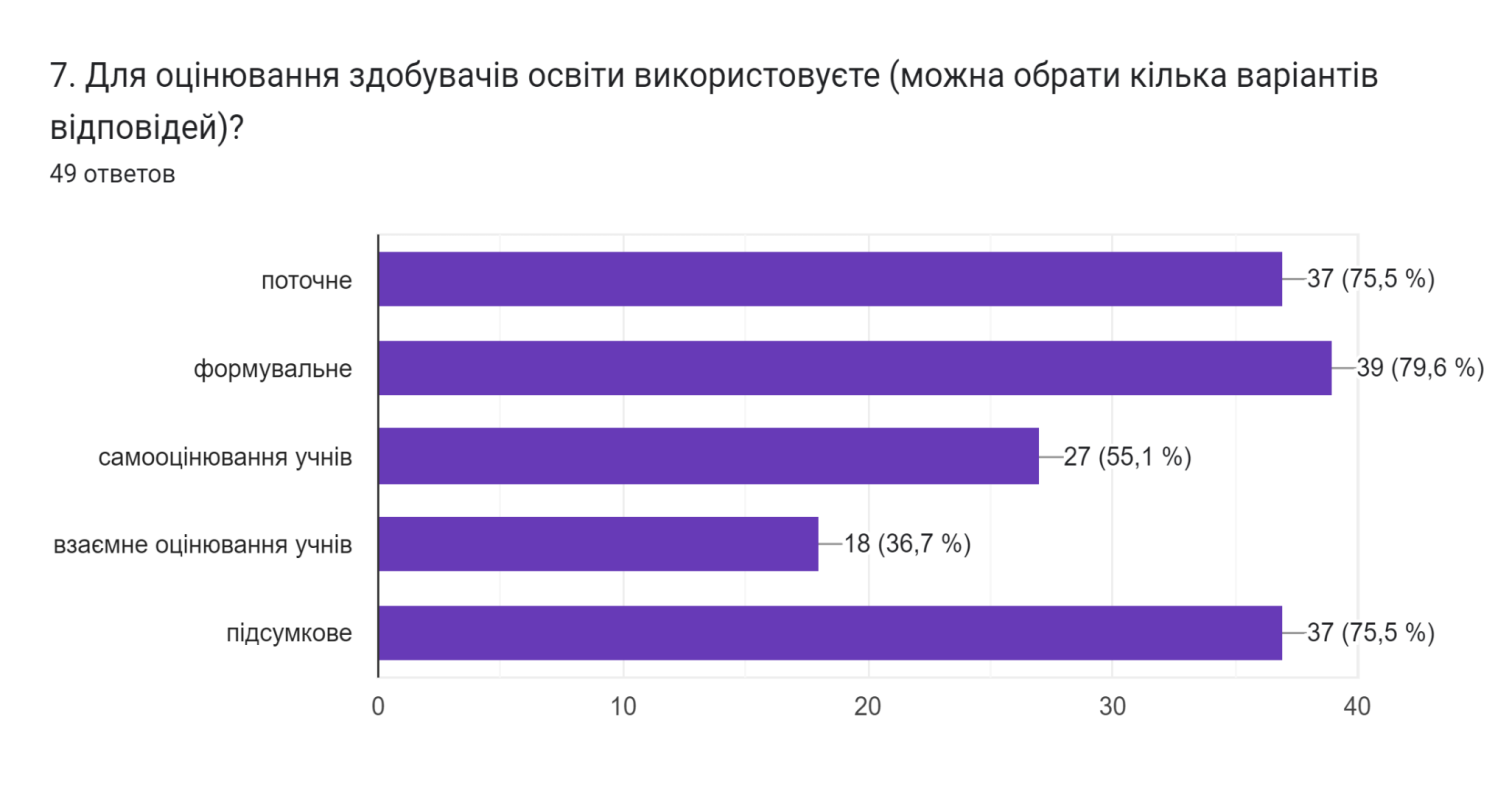 7. Для оцінювання здобувачів освіти використовуєте (можна обрати кілька варіантів
відповідей)?
49 ответов
поточне
37 (75,5 %)
формувальне
39 (79,6 %)
самооцінювання учнів
27 (55,1 %)
взаємне оцінювання учнів
18 (36,7 %)
підсумкове
37 (75,5 %)
0 10 20 30 40